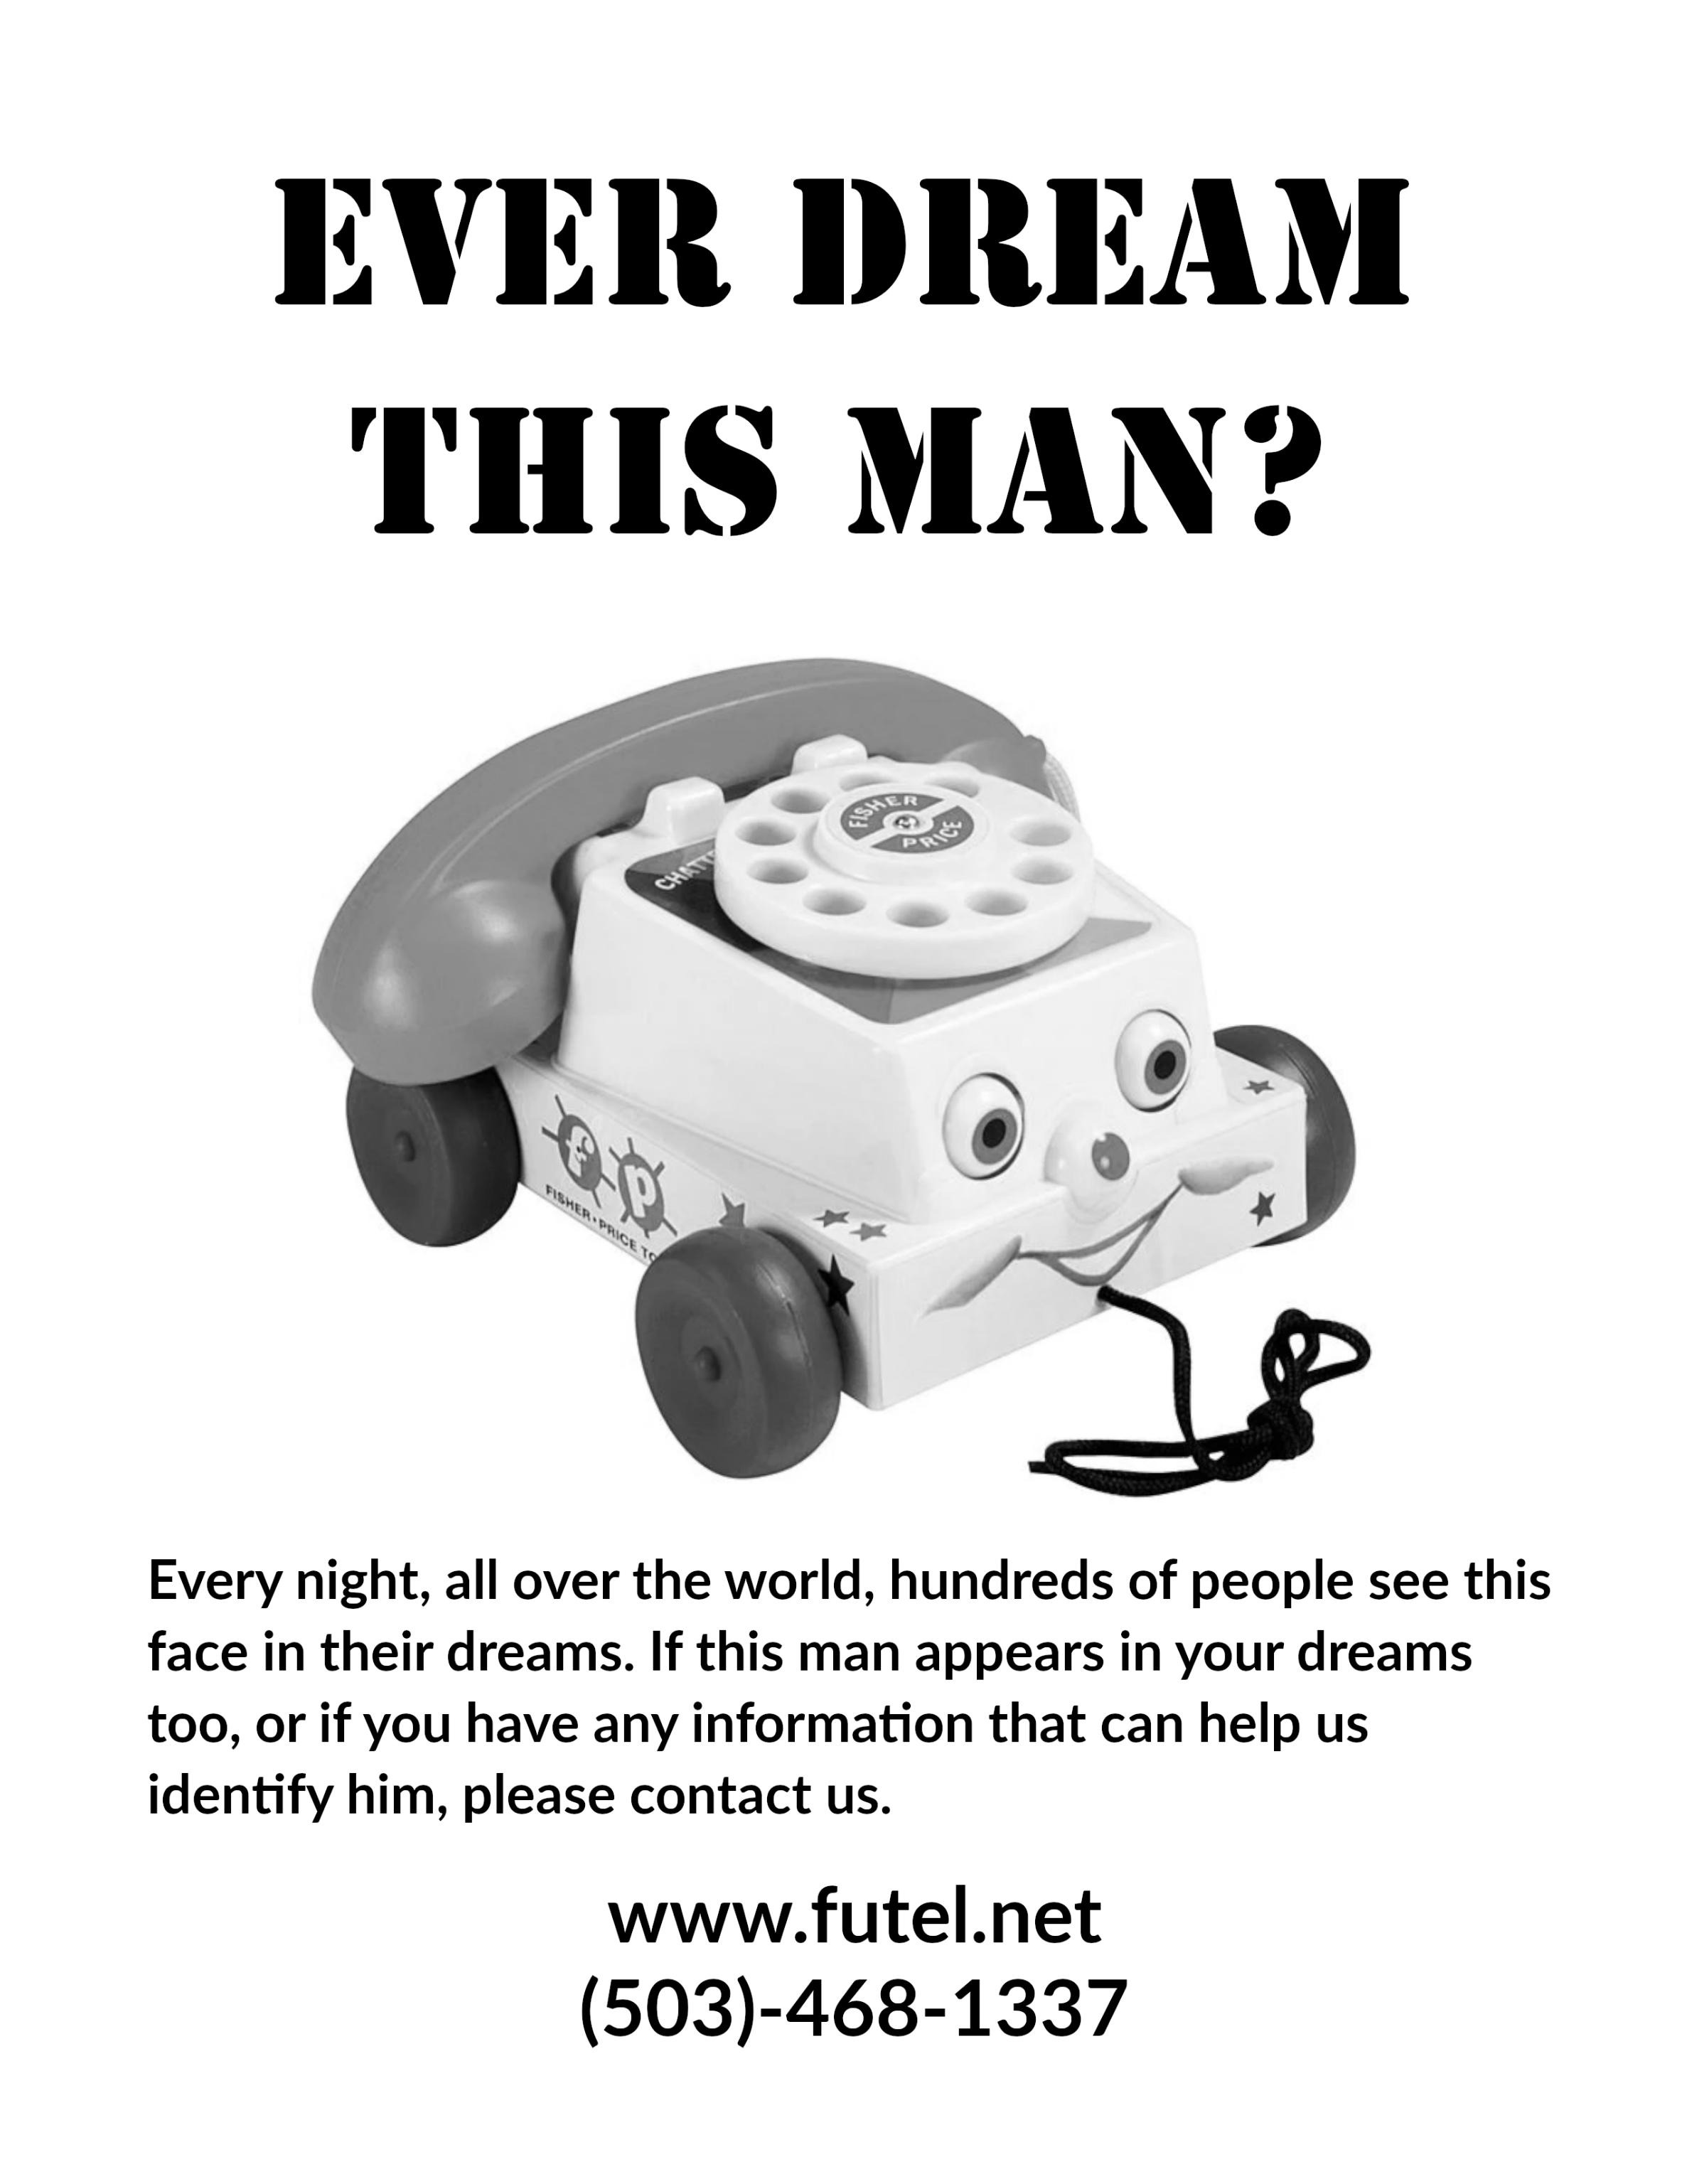 EVER DREAM
THIS MAN?
FISHER
PRICE
f p
FISHER • PRICE
Every night, all over the world, hundreds of people see this
face in their dreams. If this man appears in your dreams
too, or if you have any information that can help us
identify him, please contact us.
www.futel.net
(503)-468-1337